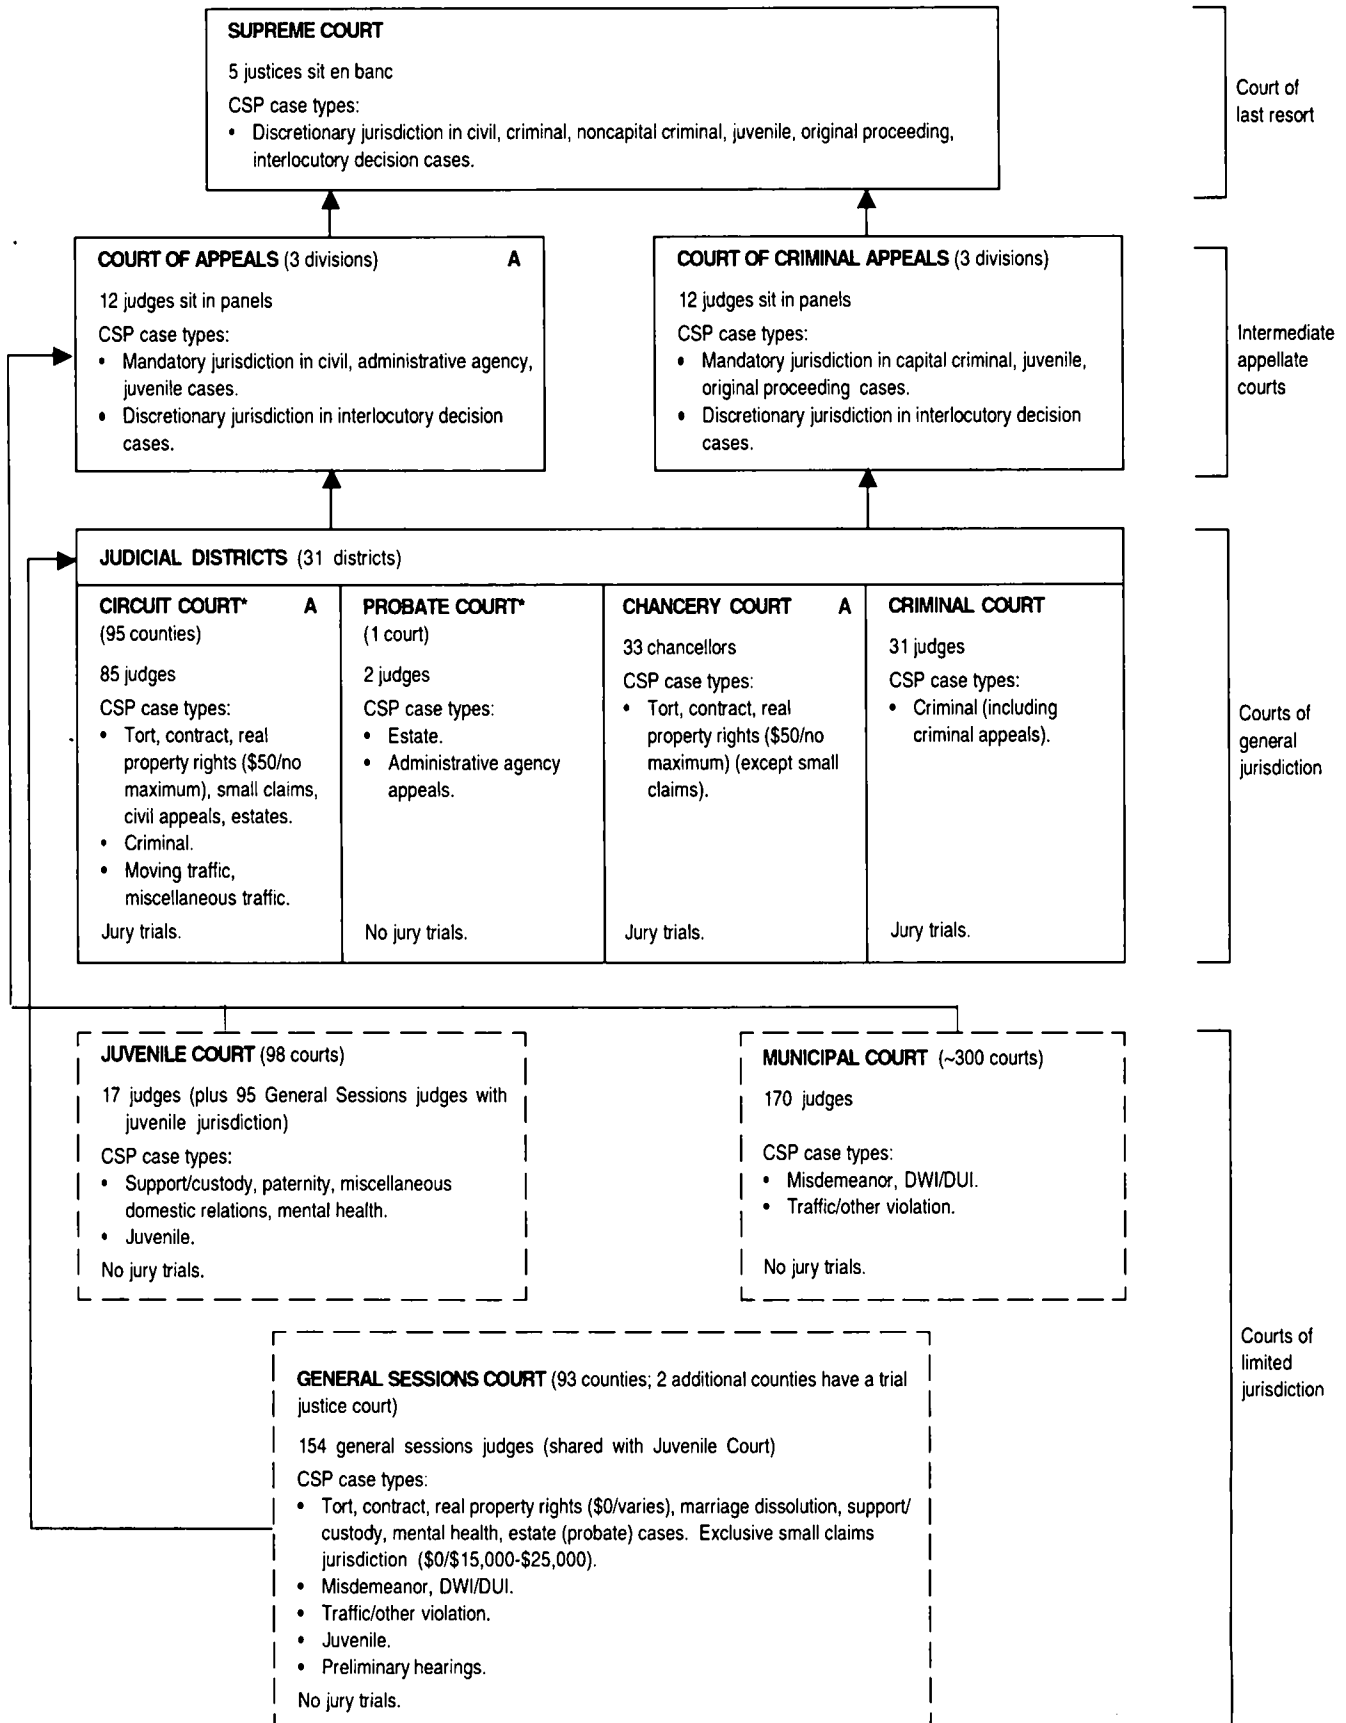 SUPREME COURT
5 justices sit en banc
CSP case types:
• Discretionary jurisdiction in civil, criminal, noncapital criminal, juvenile, original proceeding,
interlocutory decision cases.
Court of
last resort
COURT OF APPEALS (3 divisions) A
12 judges sit in panels
CSP case types:
• Mandatory jurisdiction in civil, administrative agency,
juvenile cases.
• Discretionary jurisdiction in interlocutory decision
cases.
COURT OF CRIMINAL APPEALS (3 divisions)
12 judges sit in panels
CSP case types:
• Mandatory jurisdiction in capital criminal, juvenile,
original proceeding cases.
• Discretionary jurisdiction in interlocutory decision
cases.
Intermediate
appellate
courts
JUDICIAL DISTRICTS (31 districts)
CIRCUIT COURT* A
(95 counties)
85 judges
CSP case types:
• Tort, contract, real
property rights ($50/no
maximum), small claims,
civil appeals, estates.
• Criminal.
• Moving traffic,
miscellaneous traffic.
Jury trials.
PROBATE COURT*
(1 court)
2 judges
CSP case types:
• Estate.
• Administrative agency
appeals.
No jury trials.
CHANCERY COURT A
33 chancellors
CSP case types:
• Tort, contract, real
property rights ($50/no
maximum) (except small
claims).
Jury trials.
CRIMINAL COURT
31 judges
CSP case types:
• Criminal (including
criminal appeals).
Jury trials.
Courts of
general
jurisdiction
JUVENILE COURT (98 courts)
17 judges (plus 95 General Sessions judges with
juvenile jurisdiction)
CSP case types:
• Support/custody, paternity, miscellaneous
domestic relations, mental health.
• Juvenile.
No jury trials.
MUNICIPAL COURT (~300 courts)
170 judges
CSP case types:
• Misdemeanor, DWI/DUI.
• Traffic/other violation.
No jury trials.
GENERAL SESSIONS COURT (93 counties; 2 additional counties have a trial
justice court)
154 general sessions judges (shared with Juvenile Court)
CSP case types:
• Tort, contract, real property rights ($0/varies), marriage dissolution, support/
custody, mental health, estate (probate) cases. Exclusive small claims
jurisdiction ($0/$15,000-$25,000).
• Misdemeanor, DWI/DUI.
• Traffic/other violation.
• Juvenile.
• Preliminary hearings.
No jury trials.
Courts of
limited
jurisdiction